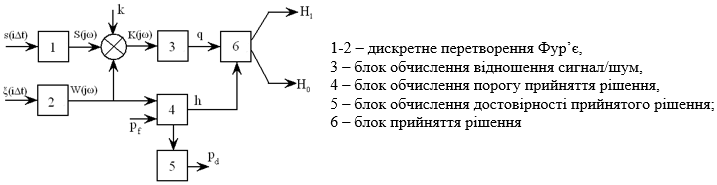 k
H₁
s(iΔt)
1
S(jω)
K(jω)
3
q
6
ξ(iΔt)
2
W(jω)
4
h
H₀
p_f
5
p_d
1-2 – дискретне перетворення Фур’є,
3 – блок обчислення відношення сигнал/шум,
4 – блок обчислення порогу прийняття рішення,
5 – блок обчислення достовірності прийнятого рішення;
6 – блок прийняття рішення